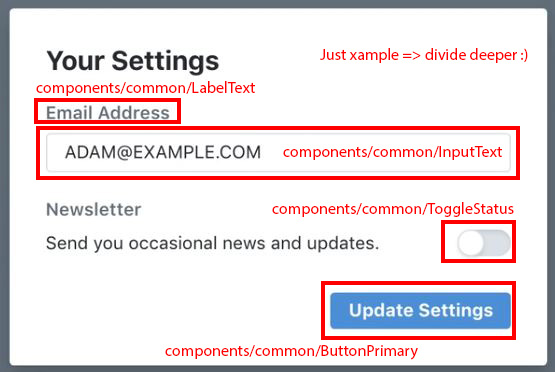 Your Settings
Just xample => divide deeper :)
components/common/LabelText
Email Address
ADAM@EXAMPLE.COM
components/common/InputText
Newsletter
components/common/ToggleStatus
Send you occasional news and updates.
Update Settings
components/common/ButtonPrimary